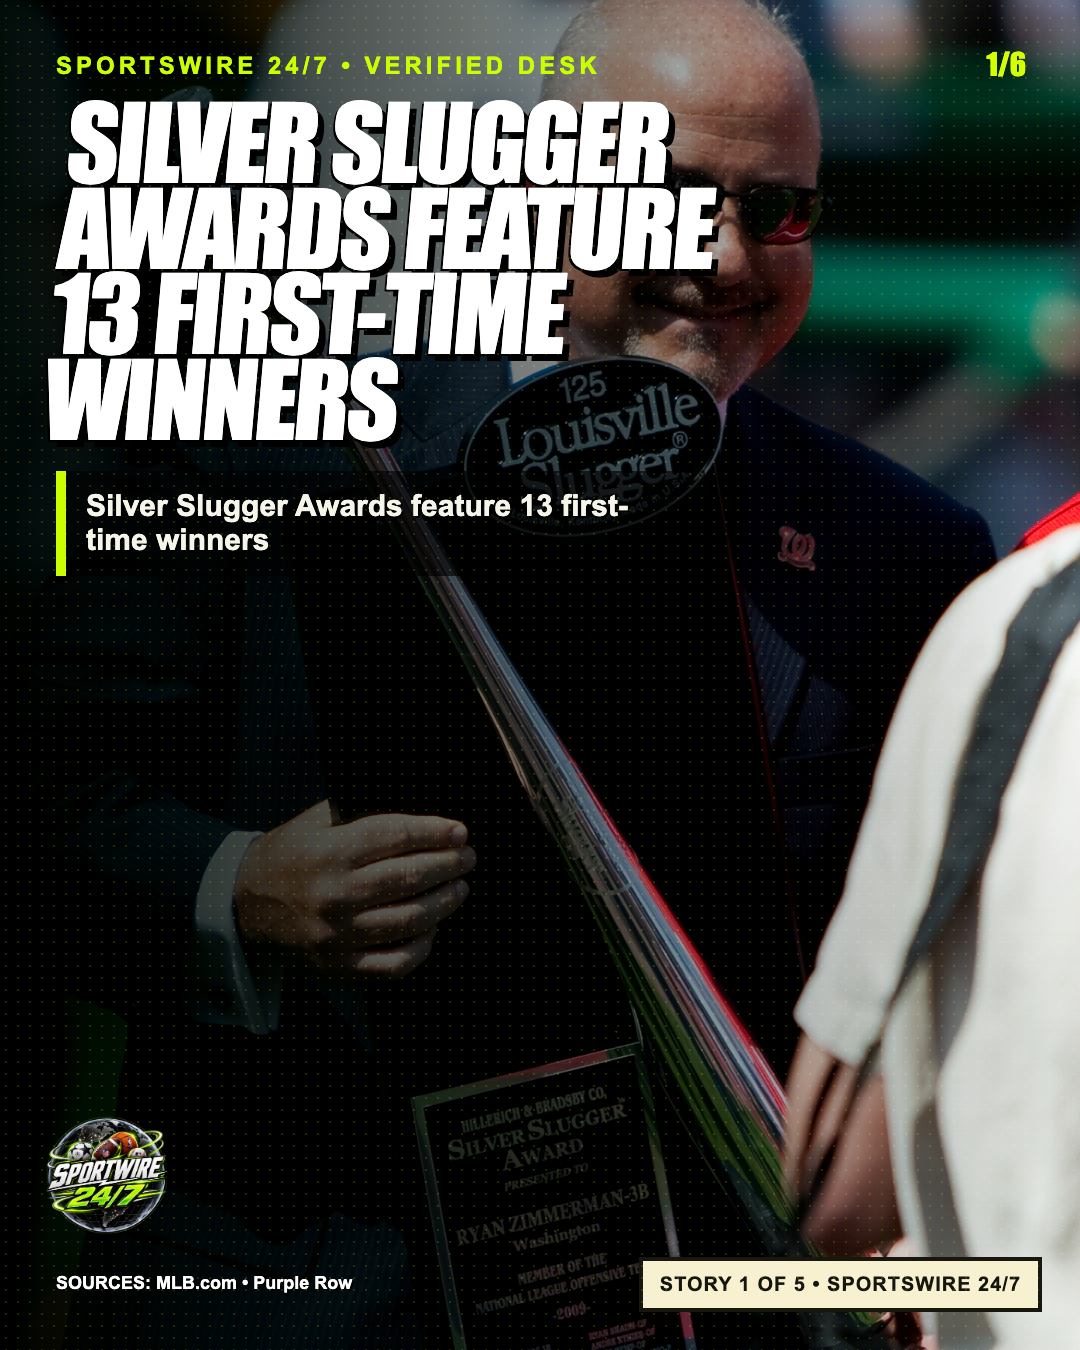 SPORTSWIRE 24/7 • VERIFIED DESK
1/6
SILVER SLUGGER
AWARDS FEATURE
13 FIRST-TIME
WINNERS
125
Louisville
Slugger®
Silver Slugger Awards feature 13 first-
time winners
W
HILLERICH & BRADSBY CO.
SILVER SLUGGER™
AWARD
PRESENTED TO
RYAN ZIMMERMAN-3B
Washington
MEMBER OF THE
NATIONAL LEAGUE OFFENSIVE
-2009-
SPORTWIRE
24/7
SOURCES: MLB.com • Purple Row
STORY 1 OF 5 • SPORTSWIRE 24/7